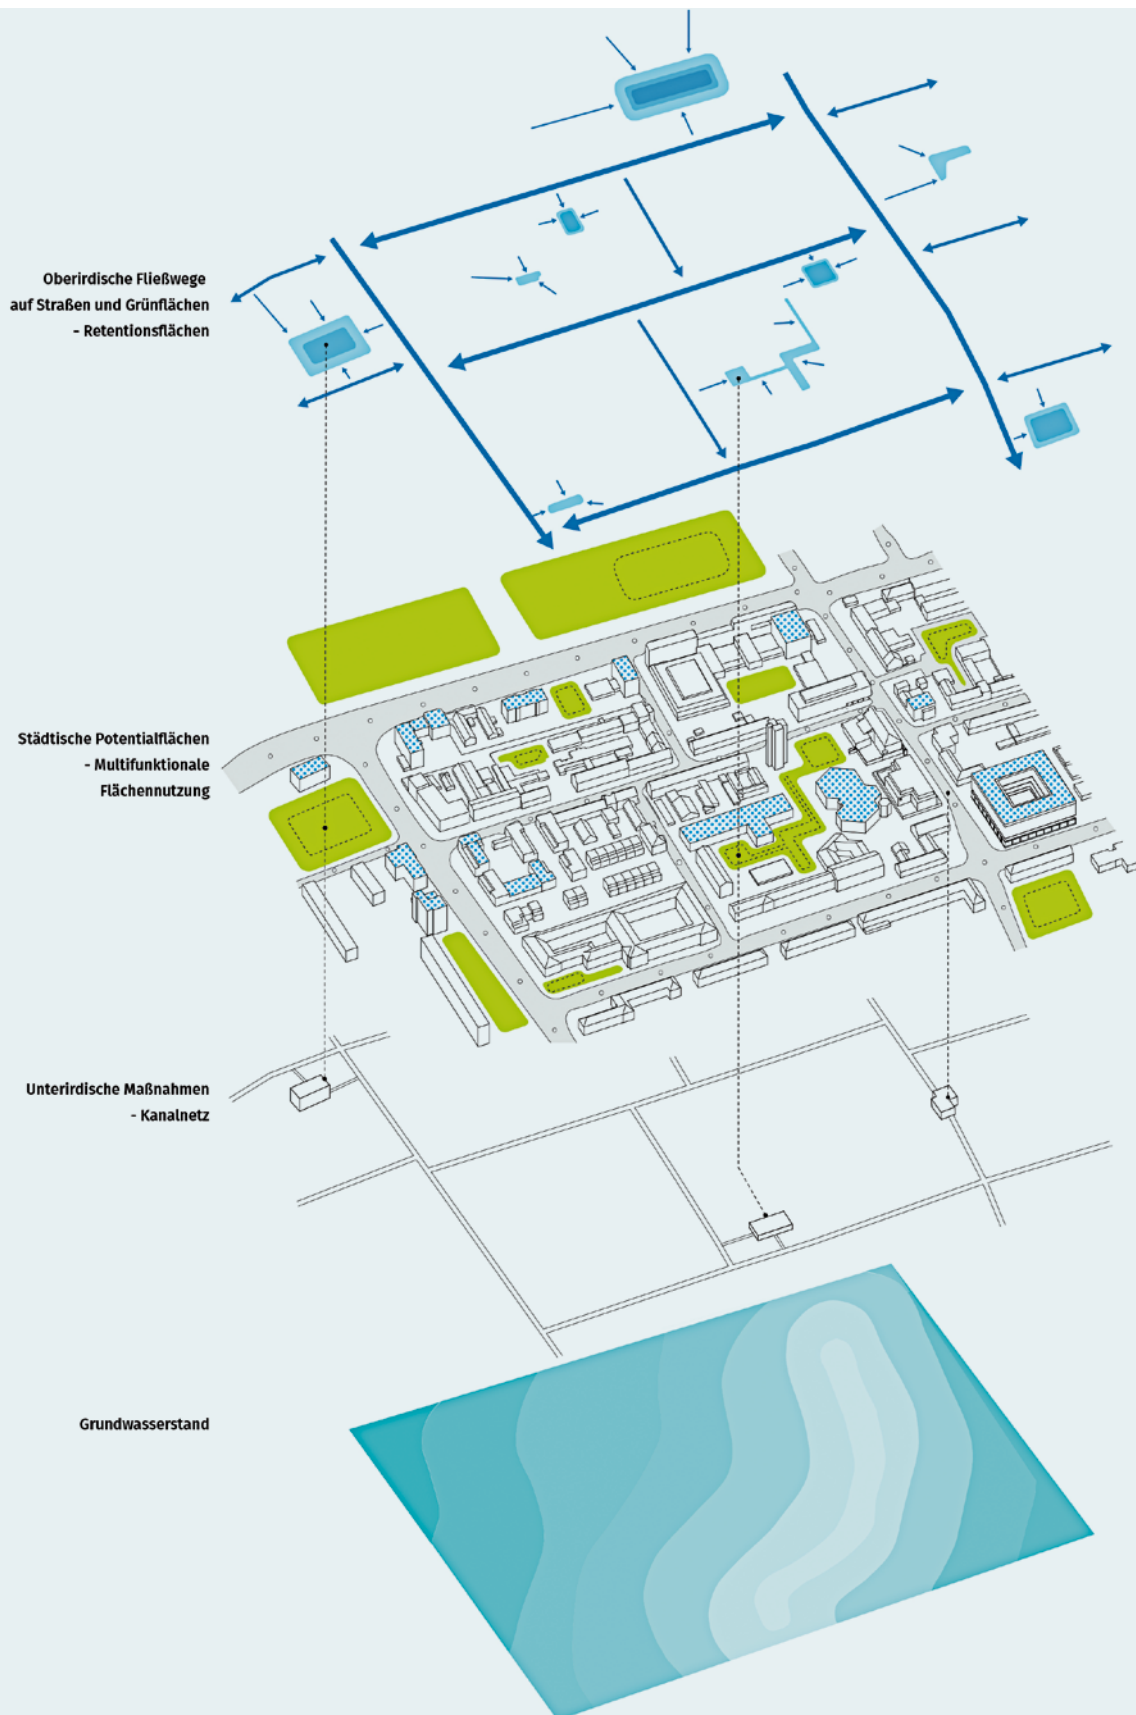 Oberirdische Fließwege
auf Straßen und Grünflächen
- Retentionsflächen
Städtische Potentialflächen
- Multifunktionale
Flächennutzung
Unterirdische Maßnahmen
- Kanalnetz
Grundwasserstand